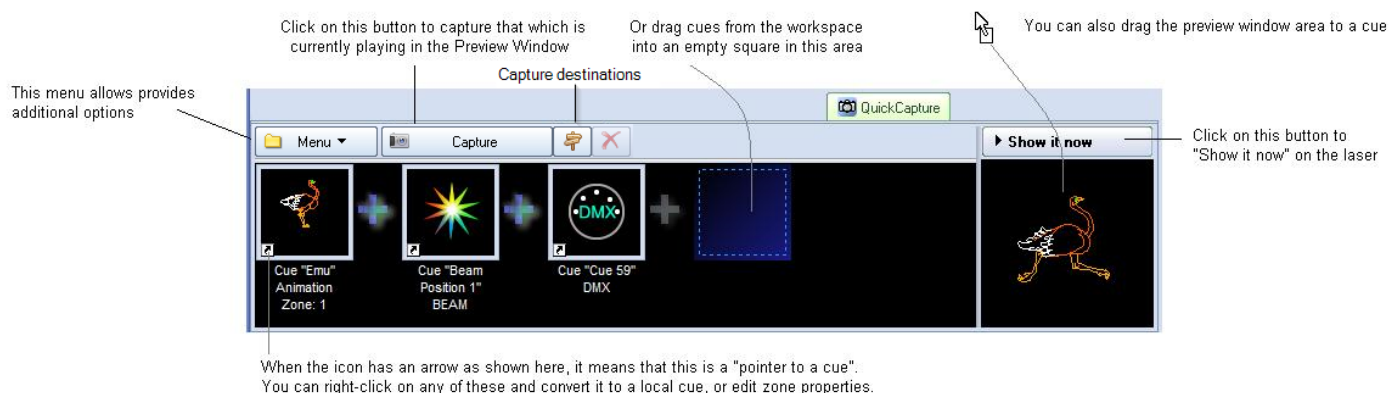 Click on this button to capture that which is
currently playing in the Preview Window
Or drag cues from the workspace
into an empty square in this area
You can also drag the preview window area to a cue
This menu allows provides
additional options
Capture destinations
QuickCapture
Menu
Capture
Show it now
Click on this button to
"Show it now" on the laser
DMX
Cue "Emu"
Animation
Zone: 1
Cue "Beam
Position 1"
BEAM
Cue "Cue 59"
DMX
When the icon has an arrow as shown here, it means that this is a "pointer to a cue".
You can right-click on any of these and convert it to a local cue, or edit zone properties.